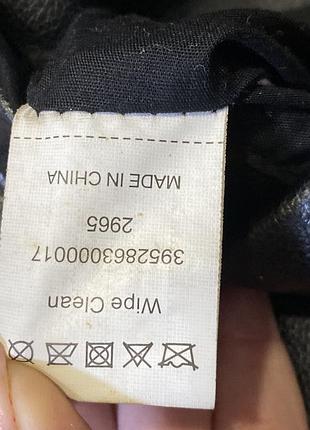 Wipe Clean
3952863000017
2965
MADE IN CHINA